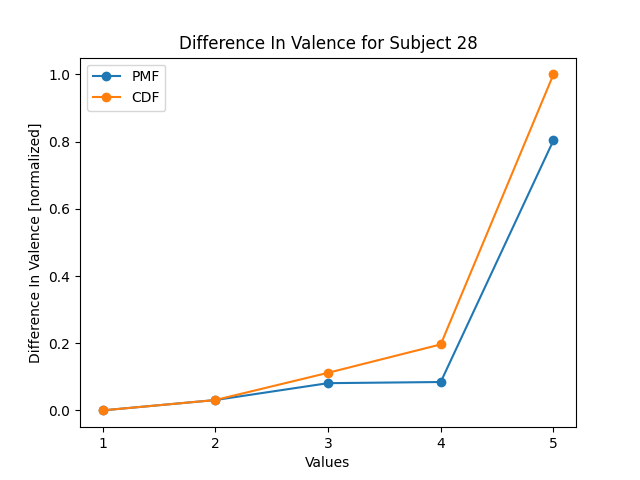 Difference In Valence for Subject 28
PMF
CDF
Difference In Valence [normalized]
1.0
0.8
0.6
0.4
0.2
0.0
1 2 3 4 5
Values